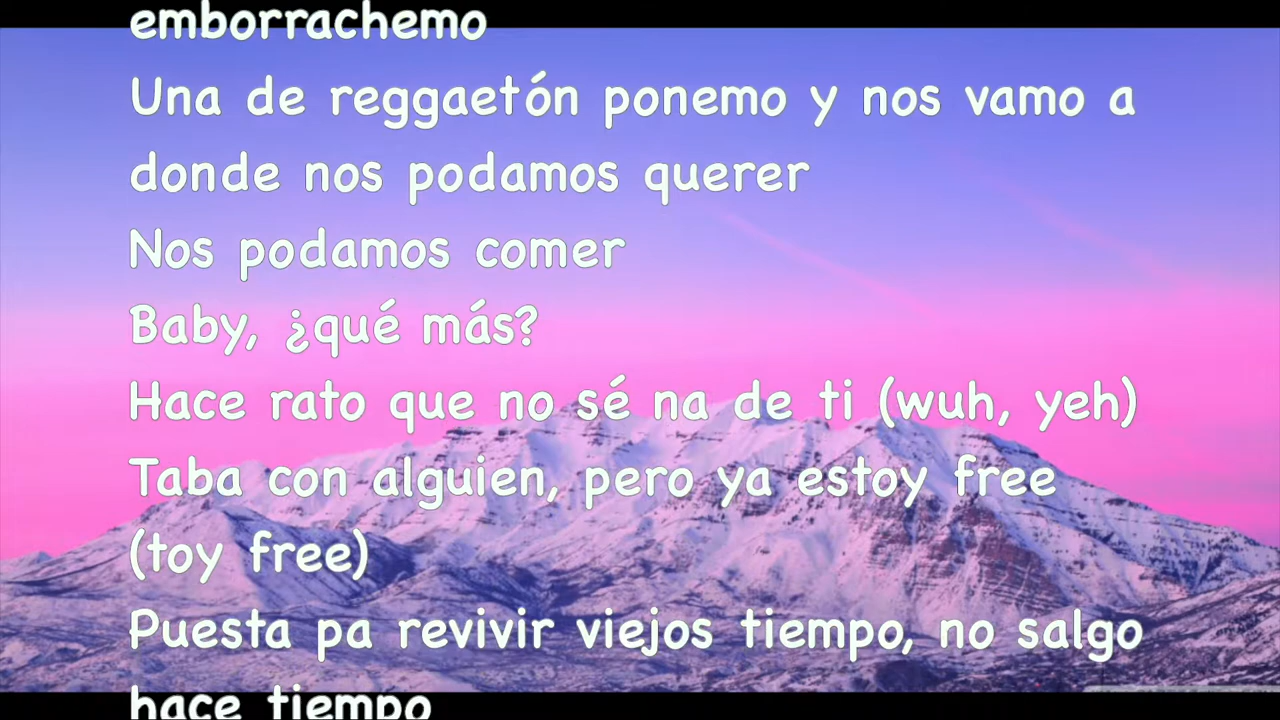 emborrachemo
Una de reggaetón ponemo y nos vamo a
donde nos podamos querer
Nos podamos comer
Baby, ¿qué más?
Hace rato que no sé na de ti (wuh, yeh)
Taba con alguien, pero ya estoy free
(toy free)
Puesta pa revivir viejos tiempo, no salgo
hace tiempo